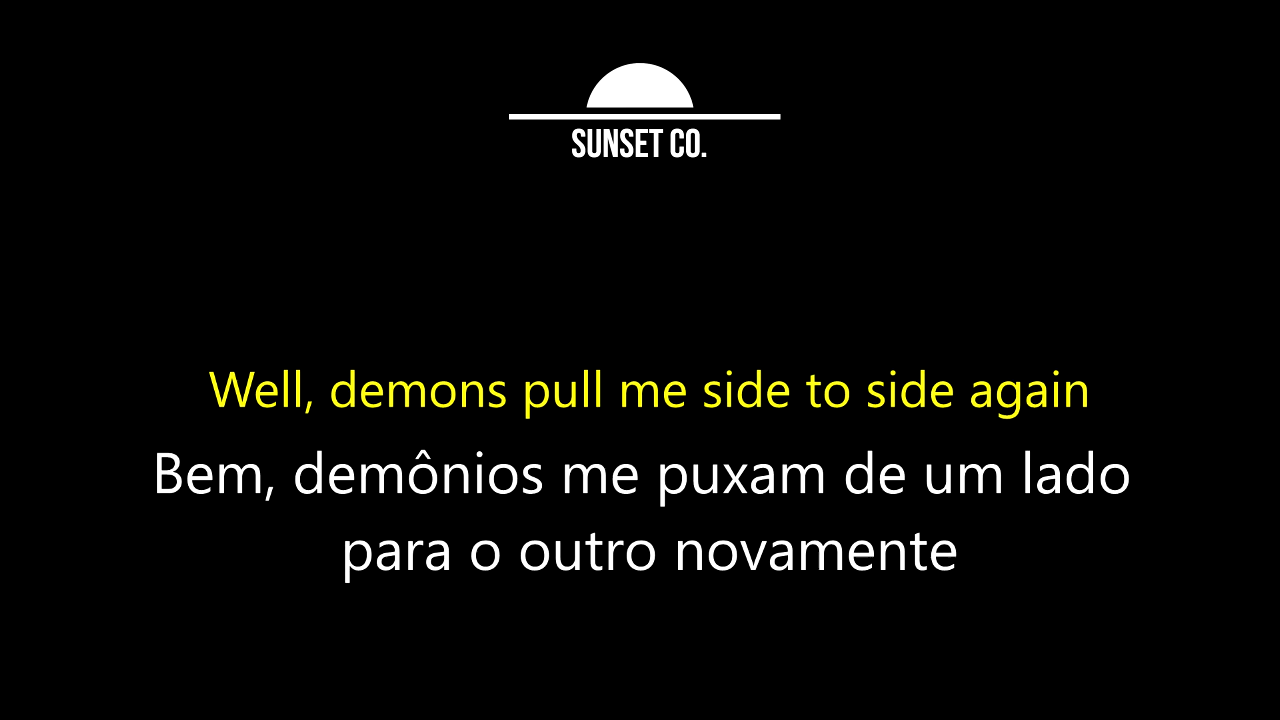 SUNSET CO.
Well, demons pull me side to side again
Bem, demônios me puxam de um lado
para o outro novamente